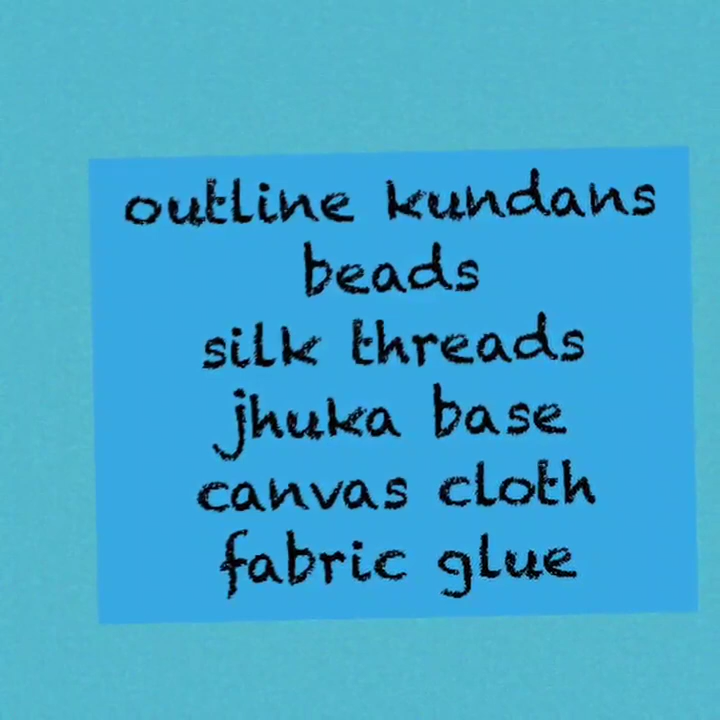 outline kundans
beads
silk threads
jhuka base
canvas cloth
fabric glue